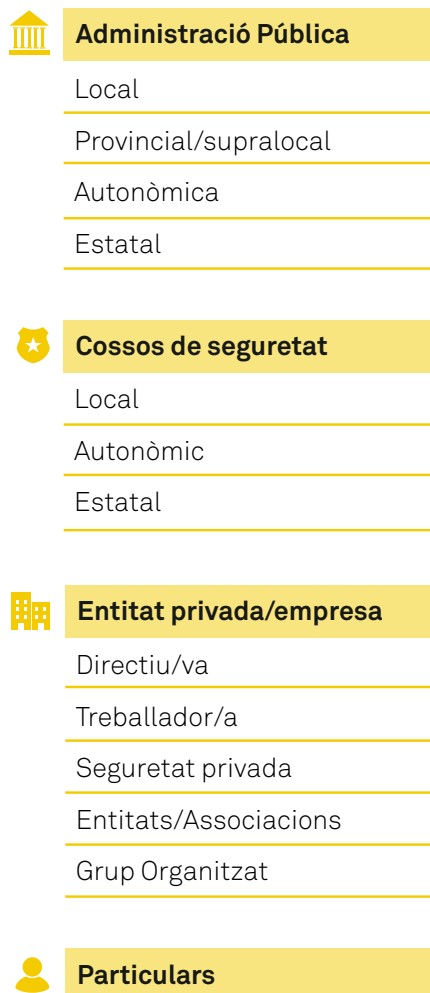 Administració Pública
Local
Provincial/supralocal
Autonòmica
Estatal
Cossos de seguretat
Local
Autonòmic
Estatal
Entitat privada/empresa
Directiu/va
Treballador/a
Seguretat privada
Entitats/Associacions
Grup Organitzat
Particulars